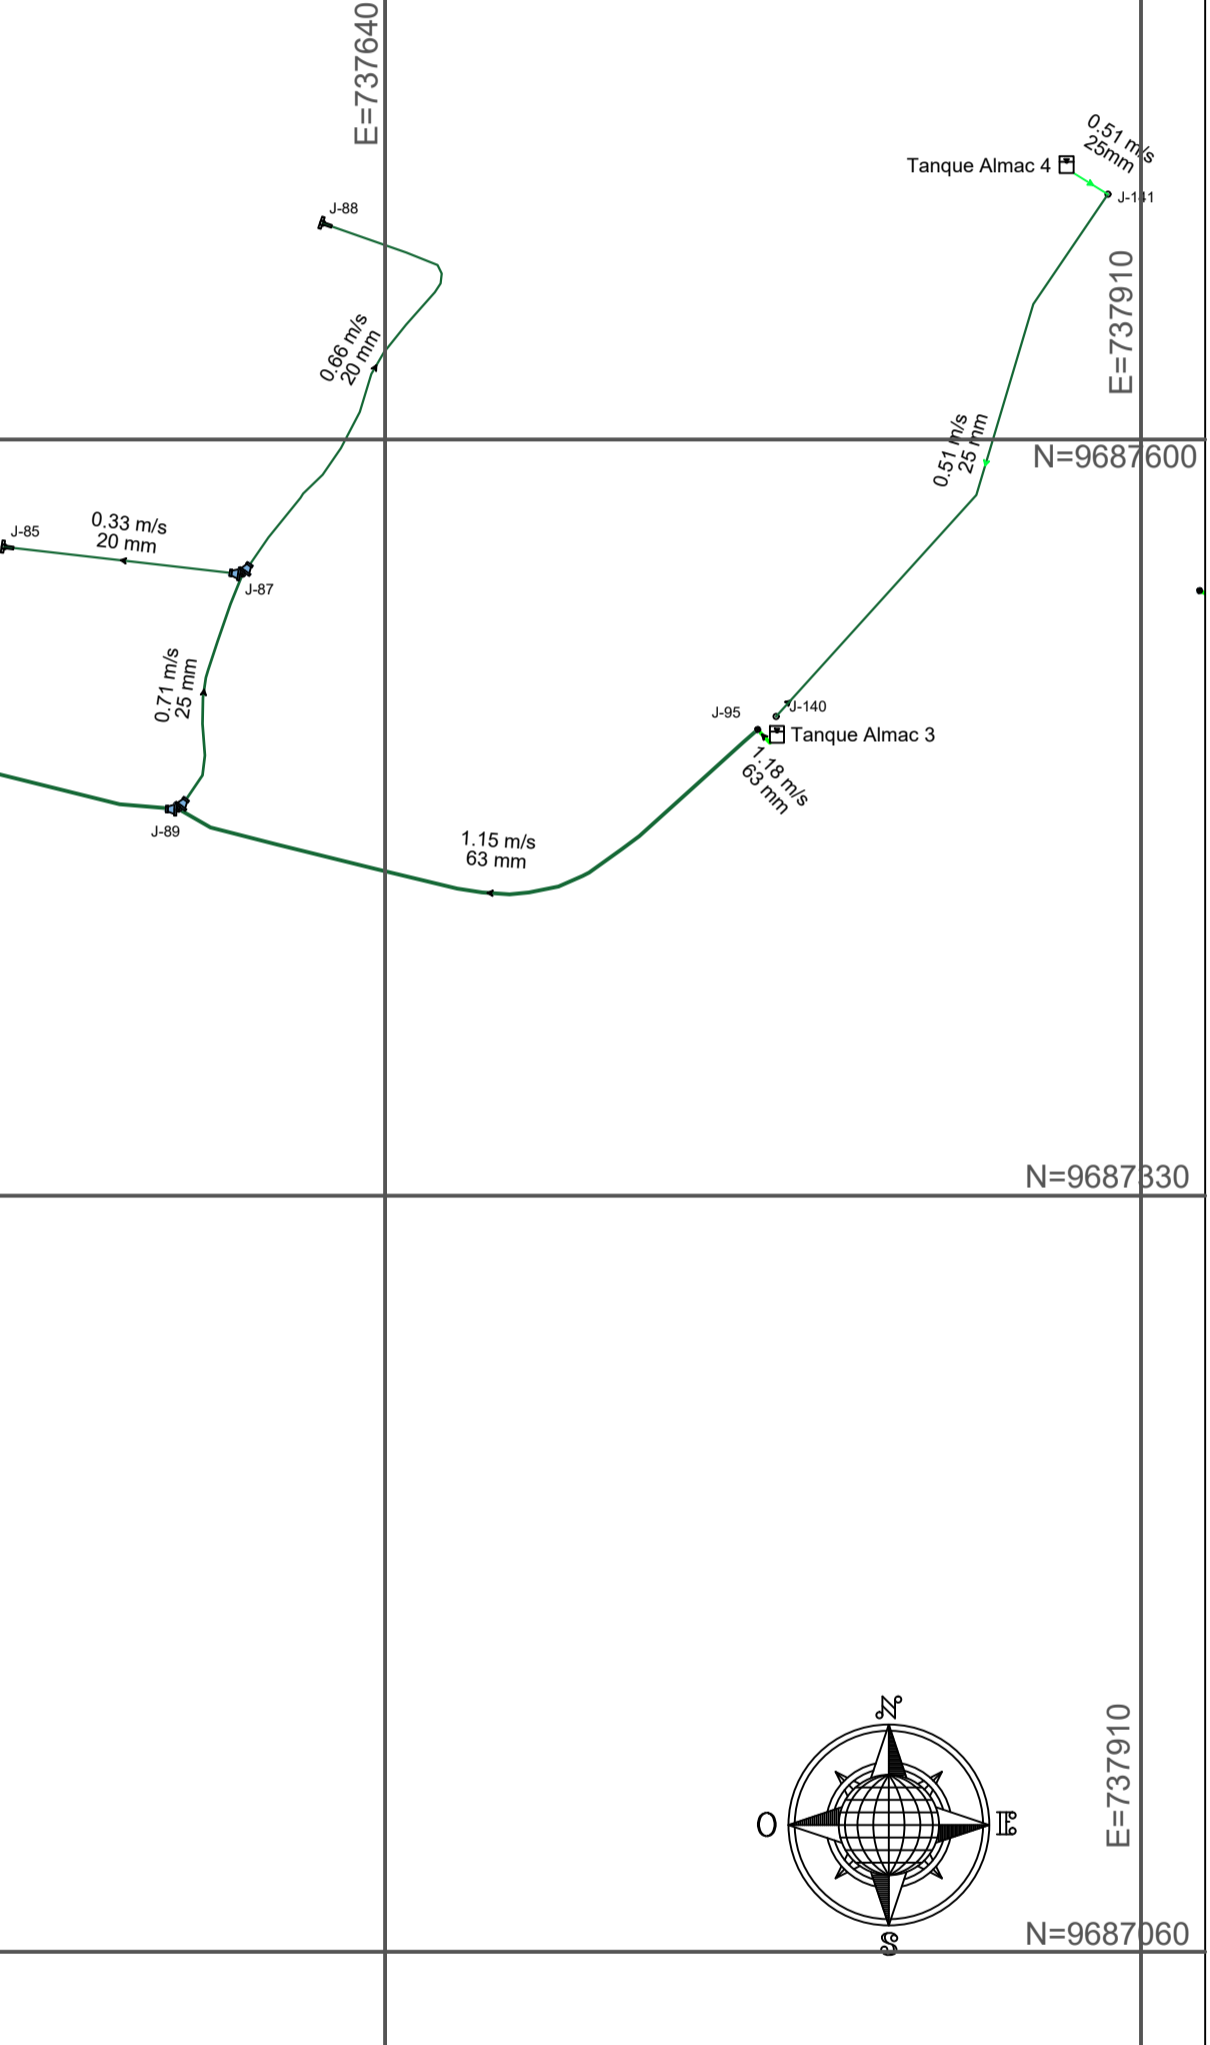 E=737640
0.51 m/s
25mm
Tanque Almac 4
J-141
J-88
E=737910
0.66 m/s
20 mm
0.51 m/s
25 mm
N=9687600
J-85
0.33 m/s
20 mm
J-87
0.71 m/s
25 mm
J-95
J-140
Tanque Almac 3
1.18 m/s
63 mm
J-89
1.15 m/s
63 mm
N=9687330
N
E=737910
O
E
N=9687060
S